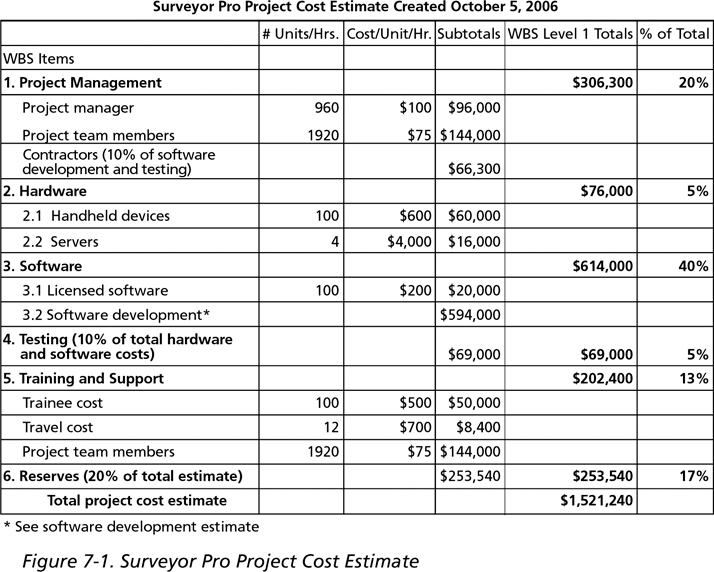 Surveyor Pro Project Cost Estimate Created October 5, 2006
# Units/Hrs. Cost/Unit/Hr. Subtotals WBS Level 1 Totals % of Total
WBS Items
1. Project Management $306,300 20%
Project manager 960 $100 $96,000
Project team members 1920 $75 $144,000
Contractors (10% of software
development and testing) $66,300
2. Hardware $76,000 5%
2.1 Handheld devices 100 $600 $60,000
2.2 Servers 4 $4,000 $16,000
3. Software $614,000 40%
3.1 Licensed software 100 $200 $20,000
3.2 Software development* $594,000
4. Testing (10% of total hardware
and software costs) $69,000 $69,000 5%
5. Training and Support $202,400 13%
Trainee cost 100 $500 $50,000
Travel cost 12 $700 $8,400
Project team members 1920 $75 $144,000
6. Reserves (20% of total estimate) $253,540 $253,540 17%
Total project cost estimate $1,521,240
* See software development estimate
Figure 7-1. Surveyor Pro Project Cost Estimate